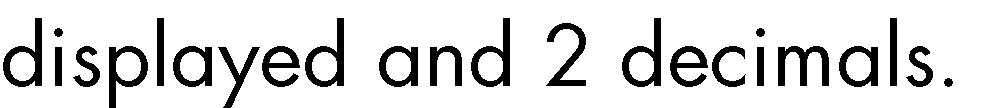 displayed and 2 decimals.